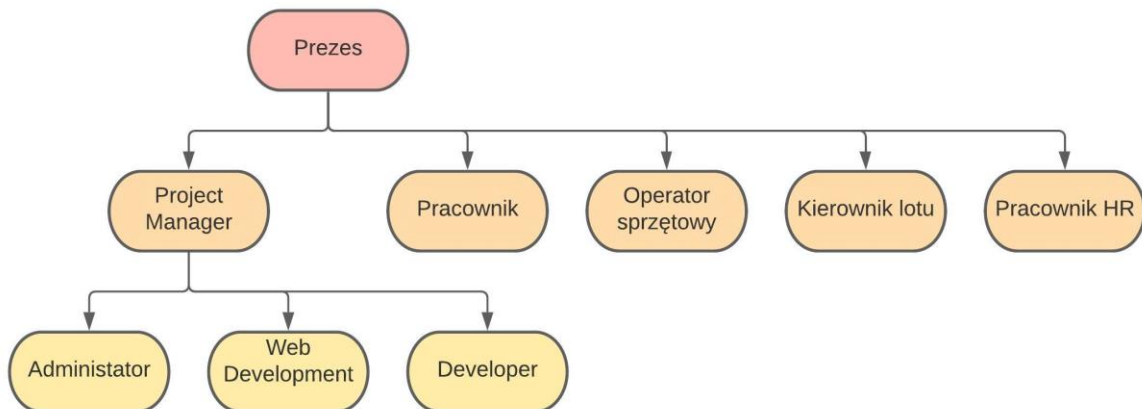 Prezes
Project
Manager
Pracownik
Operator
sprzętowy
Kierownik lotu
Pracownik HR
Administator
Web
Development
Developer